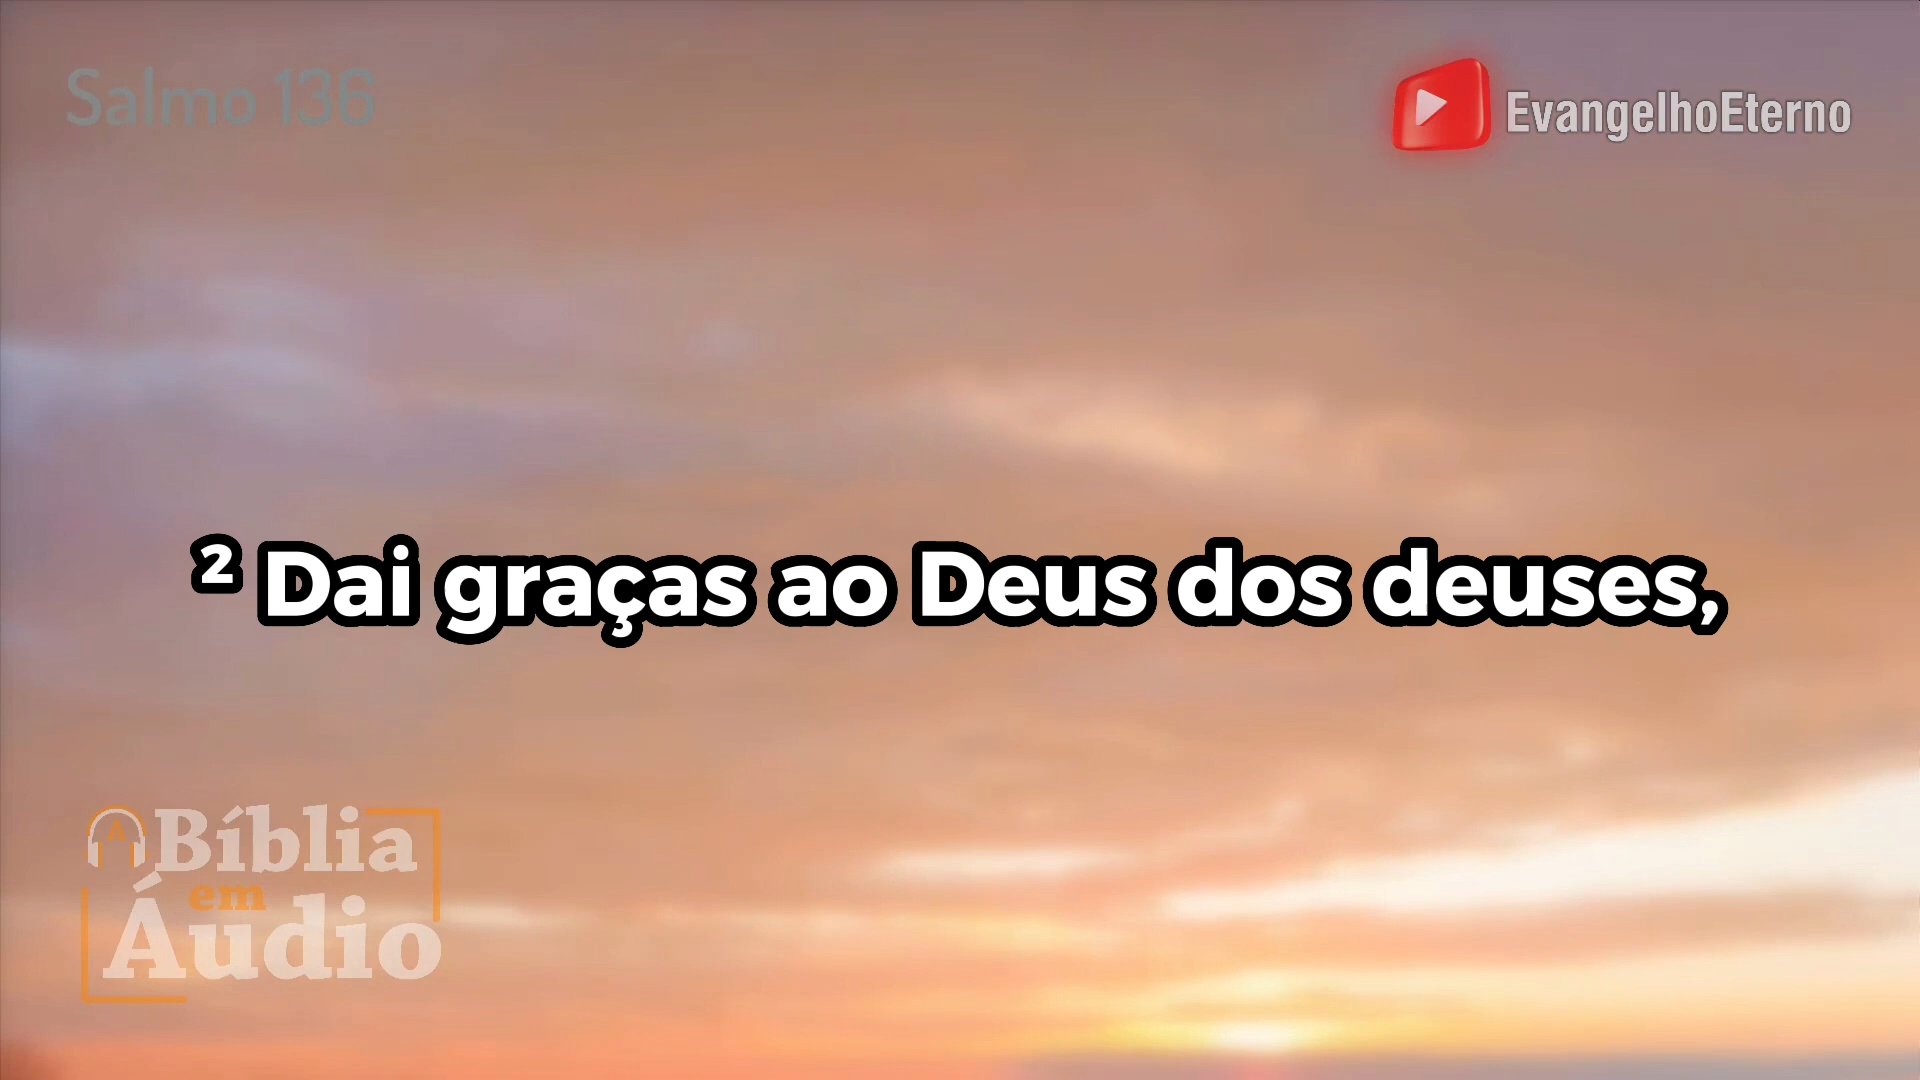 Salmo 136
EvangelhoEterno
² Dai graças ao Deus dos deuses,
A
Bíblia
em
Áudio